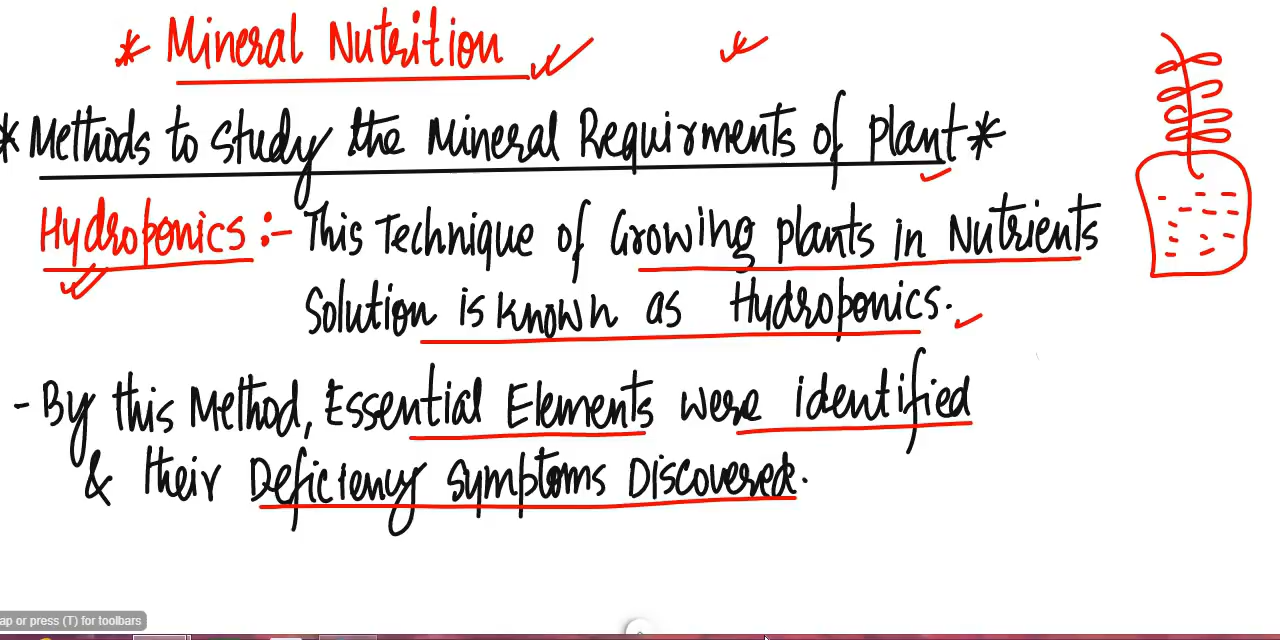 * Mineral Nutrition
* Methods to Study the Mineral Requirments of Plant *
Hydroponics :- This Technique of Growing Plants in Nutrients
Solution is known as Hydroponics.
- By this Method, Essential Elements were identified
& their Deficiency Symptoms Discovered.
ap or press (T) for toolbars